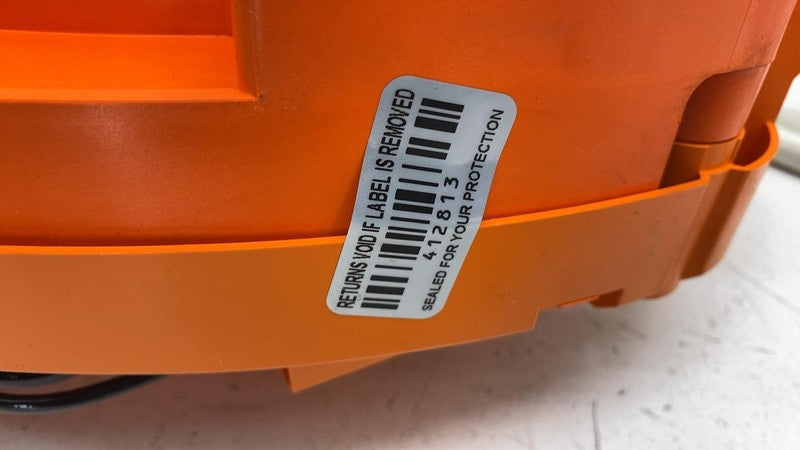 RETURNS VOID IF LABEL IS REMOVED
412813
SEALED FOR YOUR PROTECTION